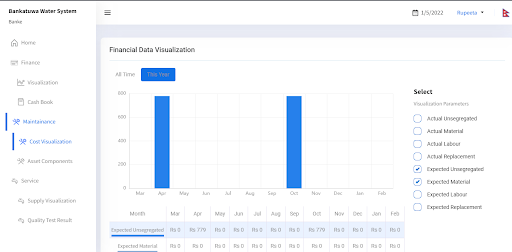 Bankatuwa Water System
Banke
1/5/2022
Rupeeta
Home
Finance
Visualization
Cash Book
Maintainance
Cost Visualization
Asset Components
Service
Supply Visualization
Quality Test Result
Financial Data Visualization
All Time
This Year
800
600
400
200
0
Mar Apr May Jun Jul Aug Sep Oct Nov Dec Jan Feb
Select
Visualization Parameters
Actual Unsegregated
Actual Material
Actual Labour
Actual Replacement
Expected Unsegregated
Expected Material
Expected Labour
Expected Replacement
Month Mar Apr May Jun Jul Aug Sep Oct Nov Dec Jan Feb
Expected Unsegregated Rs 0 Rs 779 Rs 0 Rs 0 Rs 0 Rs 0 Rs 0 Rs 779 Rs 0 Rs 0 Rs 0 Rs 0
Expected Material Rs 0 Rs 0 Rs 0 Rs 0 Rs 0 Rs 0 Rs 0 Rs 0 Rs 0 Rs 0 Rs 0 Rs 0